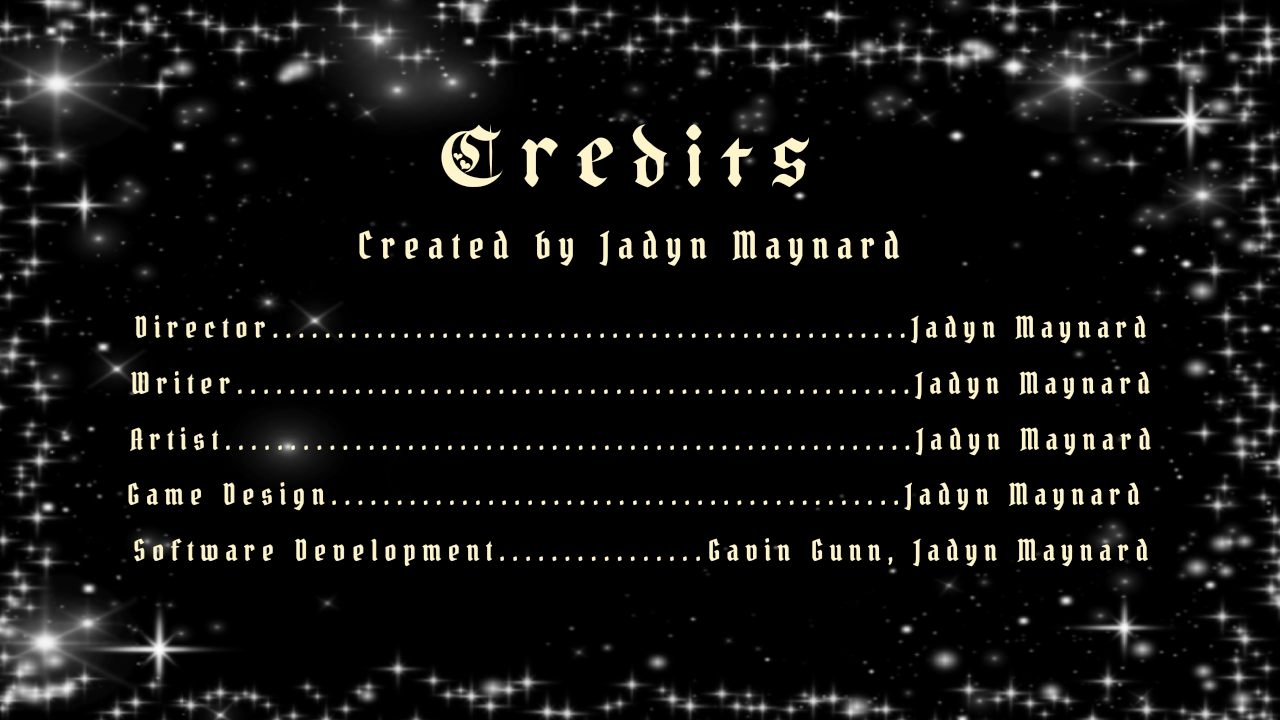 Credits
Created by Jadyn Maynard
Director.................................................Jadyn Maynard
Writer....................................................Jadyn Maynard
Artist.....................................................Jadyn Maynard
Game Design............................................Jadyn Maynard
Software Development................Gavin Gunn, Jadyn Maynard